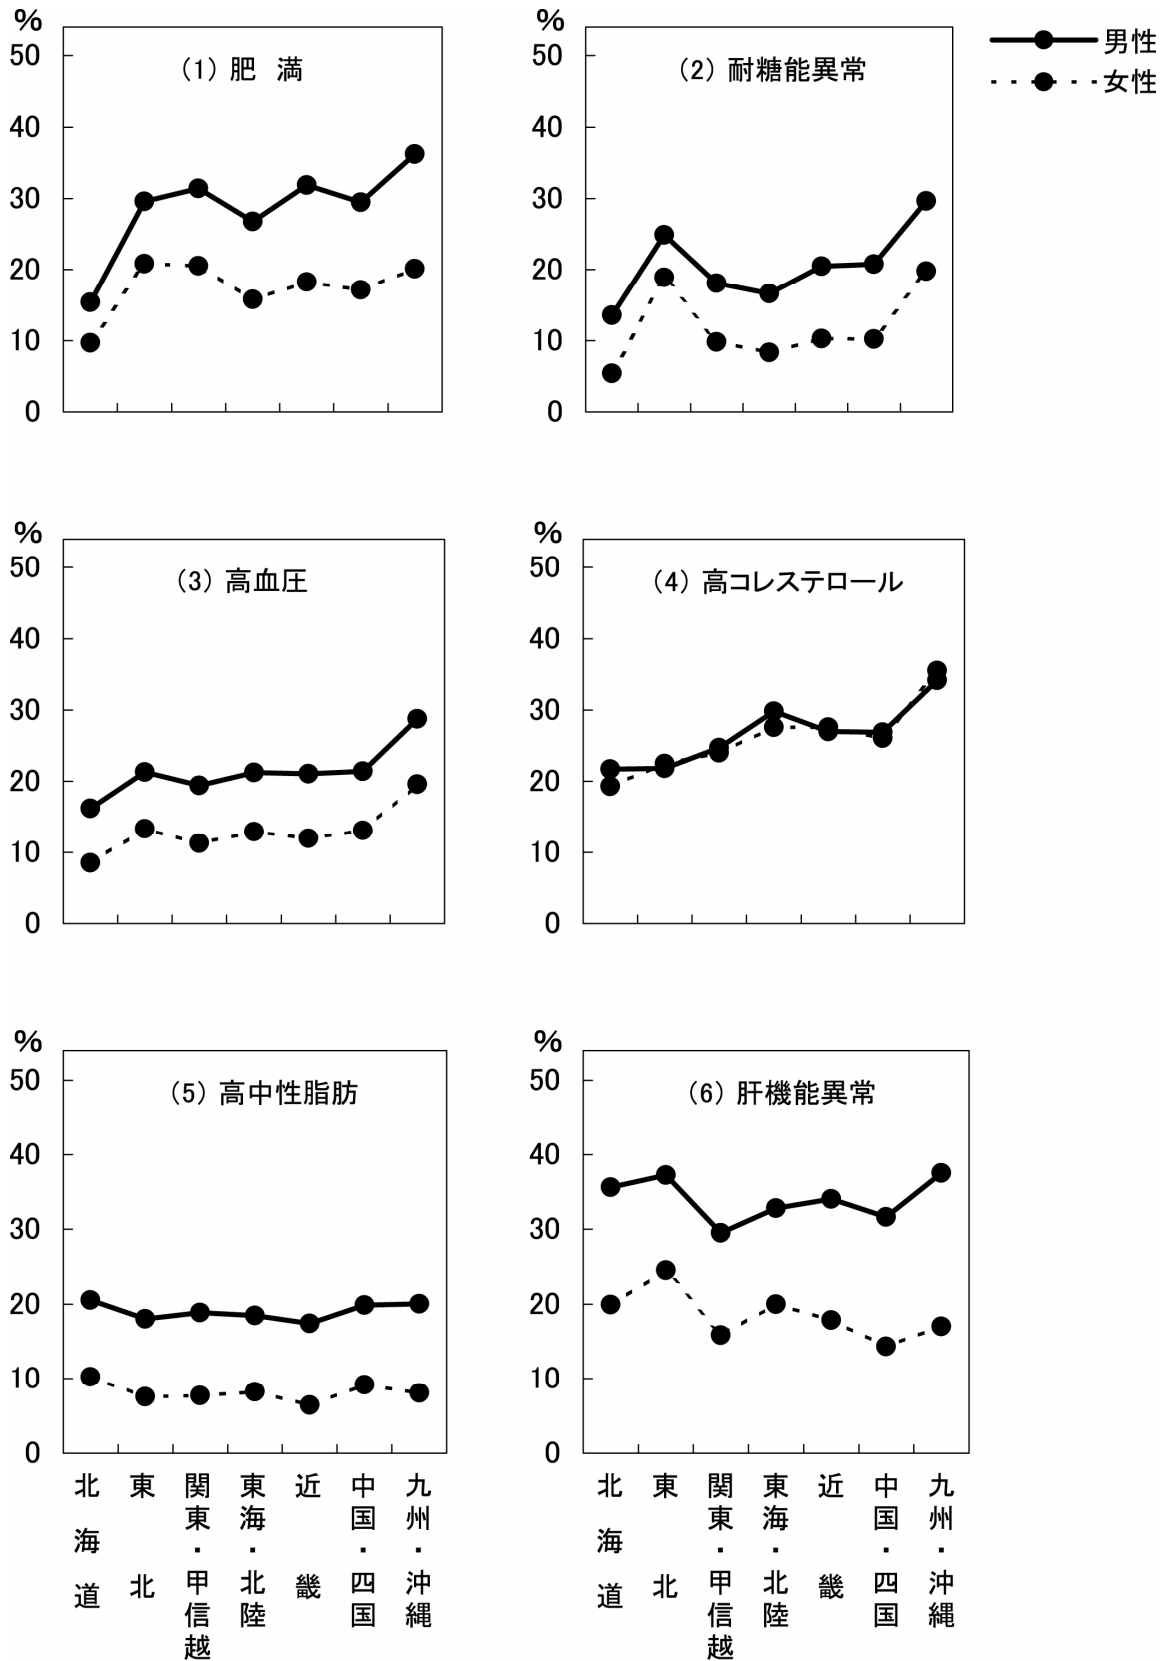 %
50
40
30
20
10
0
(1) 肥 満
%
50
40
30
20
10
0
(2) 耐糖能異常
男性
女性
%
50
40
30
20
10
0
(3) 高血圧
%
50
40
30
20
10
0
(4) 高コレステロール
%
50
40
30
20
10
0
(5) 高中性脂肪
北海道
東北
関東・甲信越
東海・北陸
近畿
中国・四国
九州・沖縄
%
50
40
30
20
10
0
(6) 肝機能異常
北海道
東北
関東・甲信越
東海・北陸
近畿
中国・四国
九州・沖縄